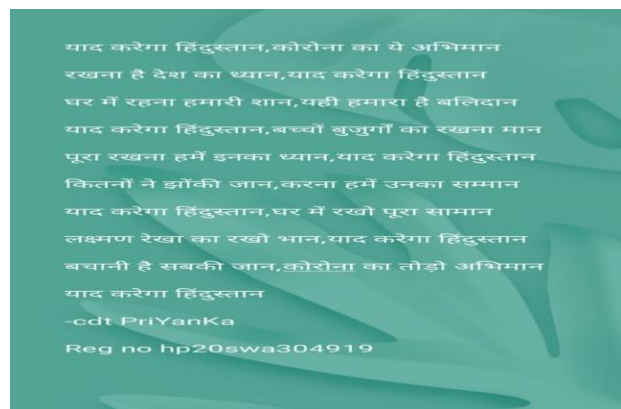 याद करेगा हिंदुस्तान,कोरोना का ये अभिमान
रखना है देश का ध्यान,याद करेगा हिंदुस्तान
घर में रहना हमारी शान,यही हमारा है बलिदान
याद करेगा हिंदुस्तान,बच्चों बुजुर्गों का रखना मान
पूरा रखना हमें इनका ध्यान,याद करेगा हिंदुस्तान
कितनों ने झोंकी जान,करना हमें उनका सम्मान
याद करेगा हिंदुस्तान,घर में रखो पूरा सामान
लक्ष्मण रेखा का रखो भान,याद करेगा हिंदुस्तान
बचानी है सबकी जान,कोरोना का तोड़ो अभिमान
याद करेगा हिंदुस्तान
-cdt PriYanKa
Reg no hp20swa304919